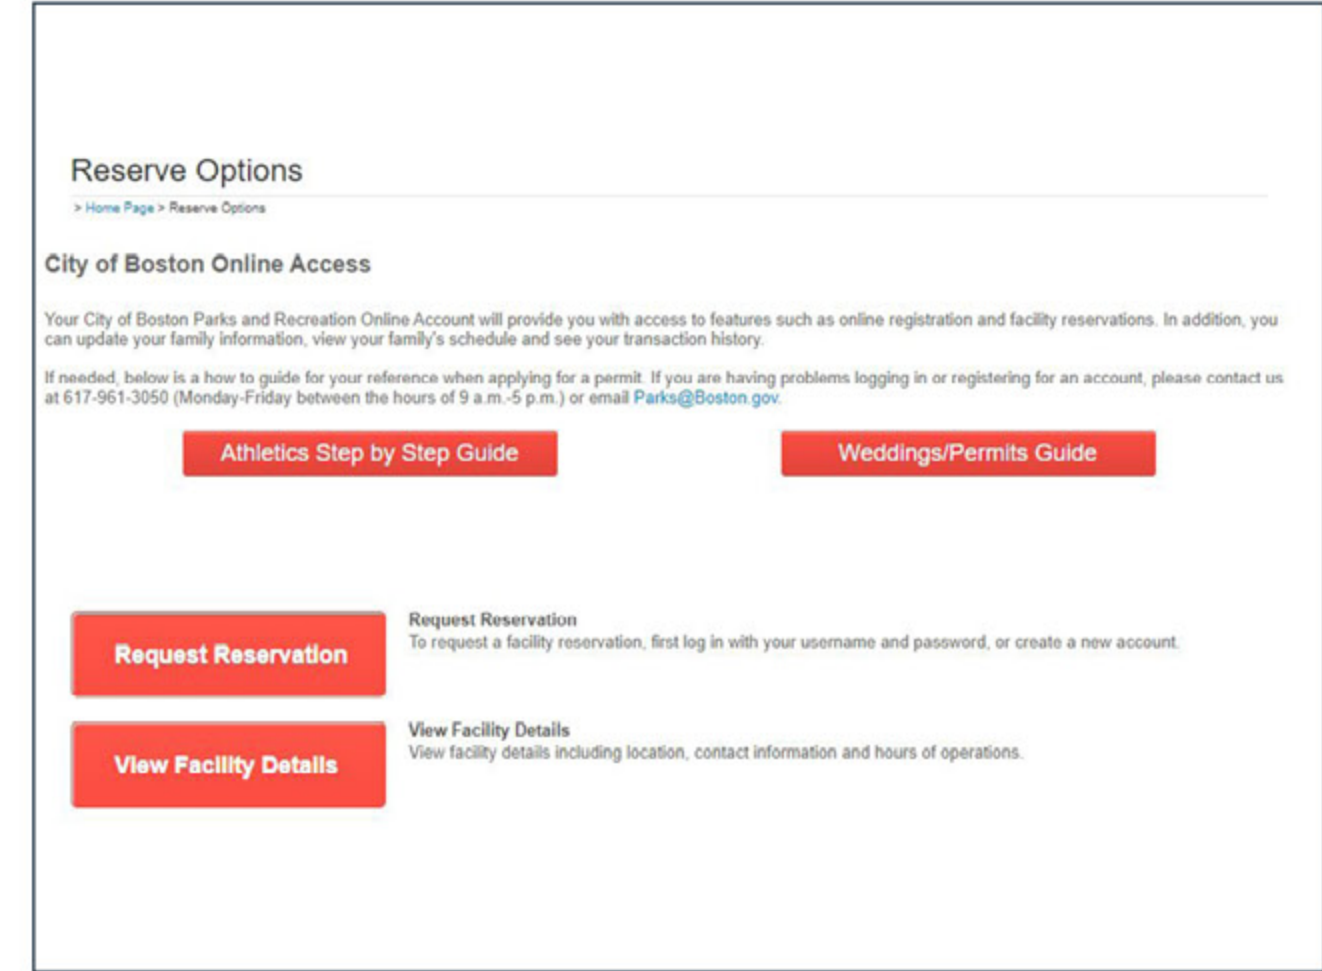 Reserve Options
> Home Page > Reserve Options
City of Boston Online Access
Your City of Boston Parks and Recreation Online Account will provide you with access to features such as online registration and facility reservations. In addition, you
can update your family information, view your family's schedule and see your transaction history.
If needed, below is a how to guide for your reference when applying for a permit. If you are having problems logging in or registering for an account, please contact us
at 617-961-3050 (Monday-Friday between the hours of 9 a.m.-5 p.m.) or email Parks@Boston.gov.
Athletics Step by Step Guide
Weddings/Permits Guide
Request Reservation
Request Reservation
To request a facility reservation, first log in with your username and password, or create a new account.
View Facility Details
View Facility Details
View facility details including location, contact information and hours of operations.